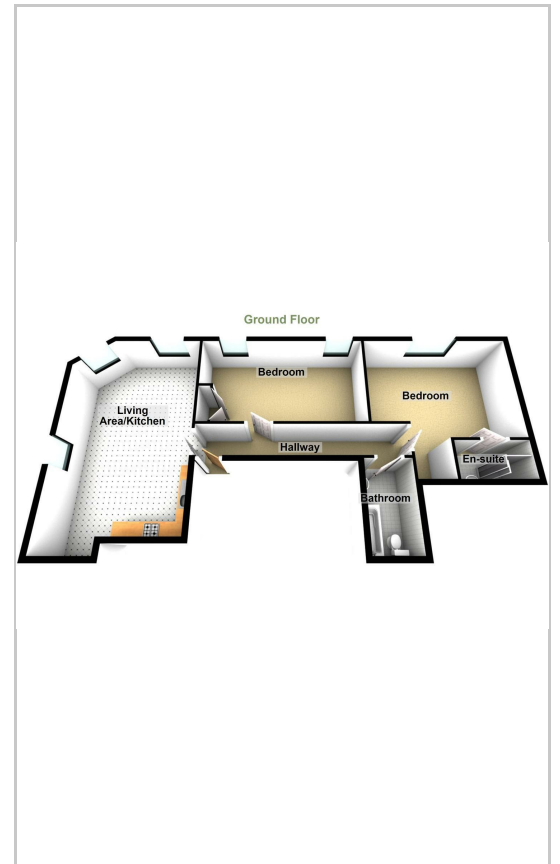 Ground Floor
Bedroom
Bedroom
Living
Area/Kitchen
Hallway
En-suite
Bathroom